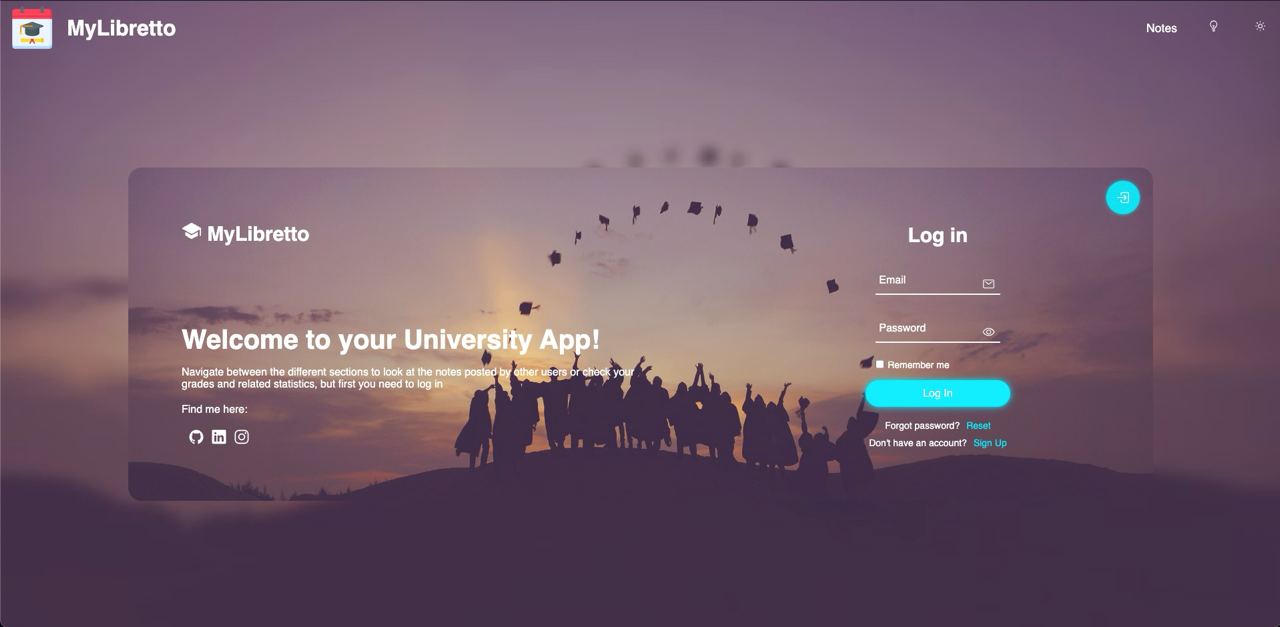 MyLibretto
Notes
MyLibretto
Welcome to your University App!
Navigate between the different sections to look at the notes posted by other users or check your
grades and related statistics, but first you need to log in
Find me here:
Log in
Email
Password
Remember me
Log In
Forgot password? Reset
Don't have an account? Sign Up